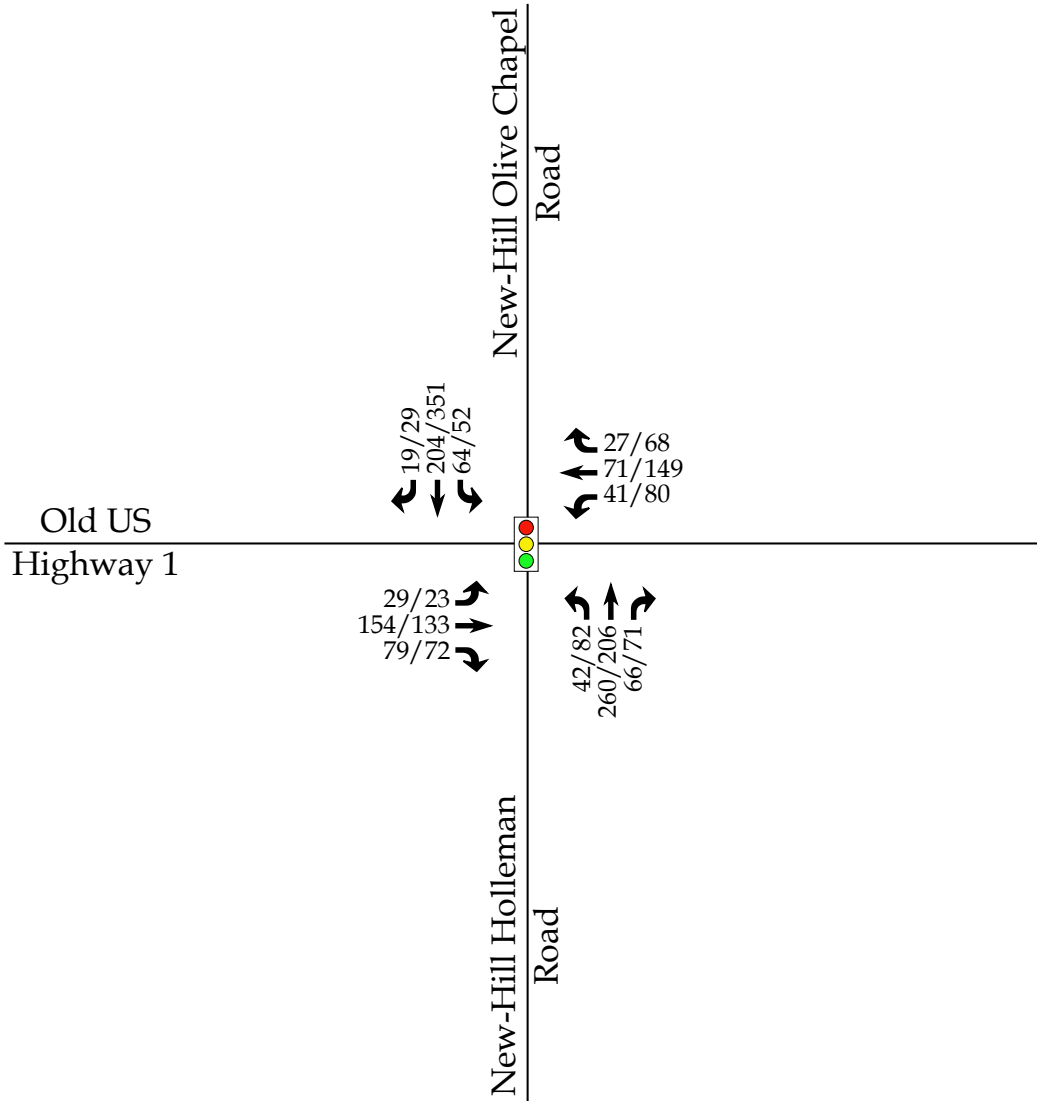 New-Hill Olive Chapel
Road
19/29
204/351
64/52
27/68
71/149
41/80
Old US
Highway 1
29/23
154/133
79/72
42/82
260/206
66/71
New-Hill Holleman
Road